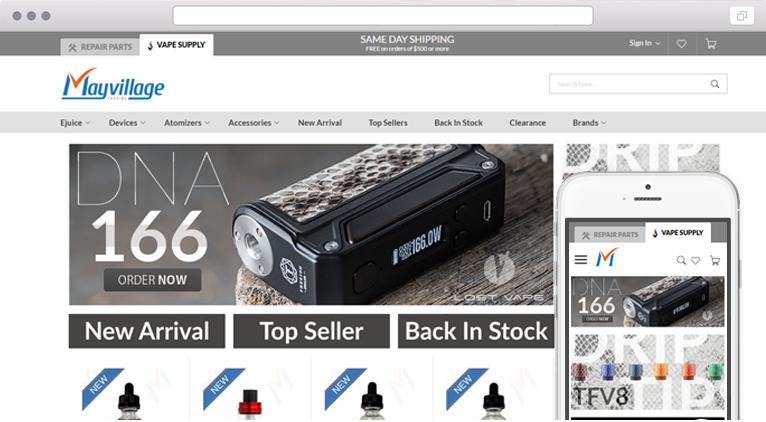 REPAIR PARTS
VAPE SUPPLY
SAME DAY SHIPPING
FREE on orders of $500 or more
Sign In
Mayvillage
TRADING
Search here...
Ejuice
Devices
Atomizers
Accessories
New Arrival
Top Sellers
Back In Stock
Clearance
Brands
DNA
166
ORDER NOW
166.0W
LOST VAPE
DRIP
New Arrival
Top Seller
Back In Stock
NEW
NEW
NEW
NEW
REPAIR PARTS
VAPE SUPPLY
M
DNA
166
ORDER NOW
DRIP
TIPS
TFV8